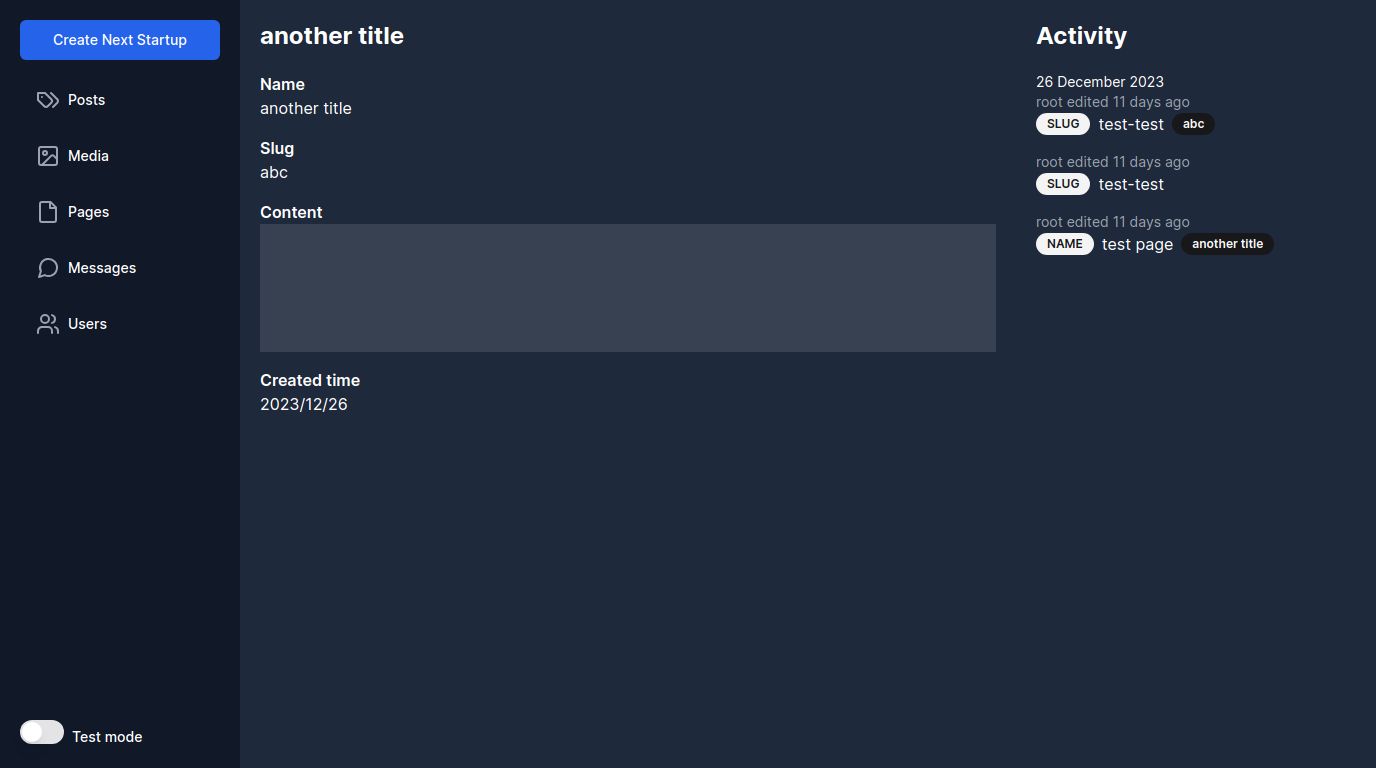 Create Next Startup
Posts
Media
Pages
Messages
Users
Test mode
another title
Name
another title
Slug
abc
Content
Created time
2023/12/26
Activity
26 December 2023
root edited 11 days ago
SLUG test-test abc
root edited 11 days ago
SLUG test-test
root edited 11 days ago
NAME test page another title